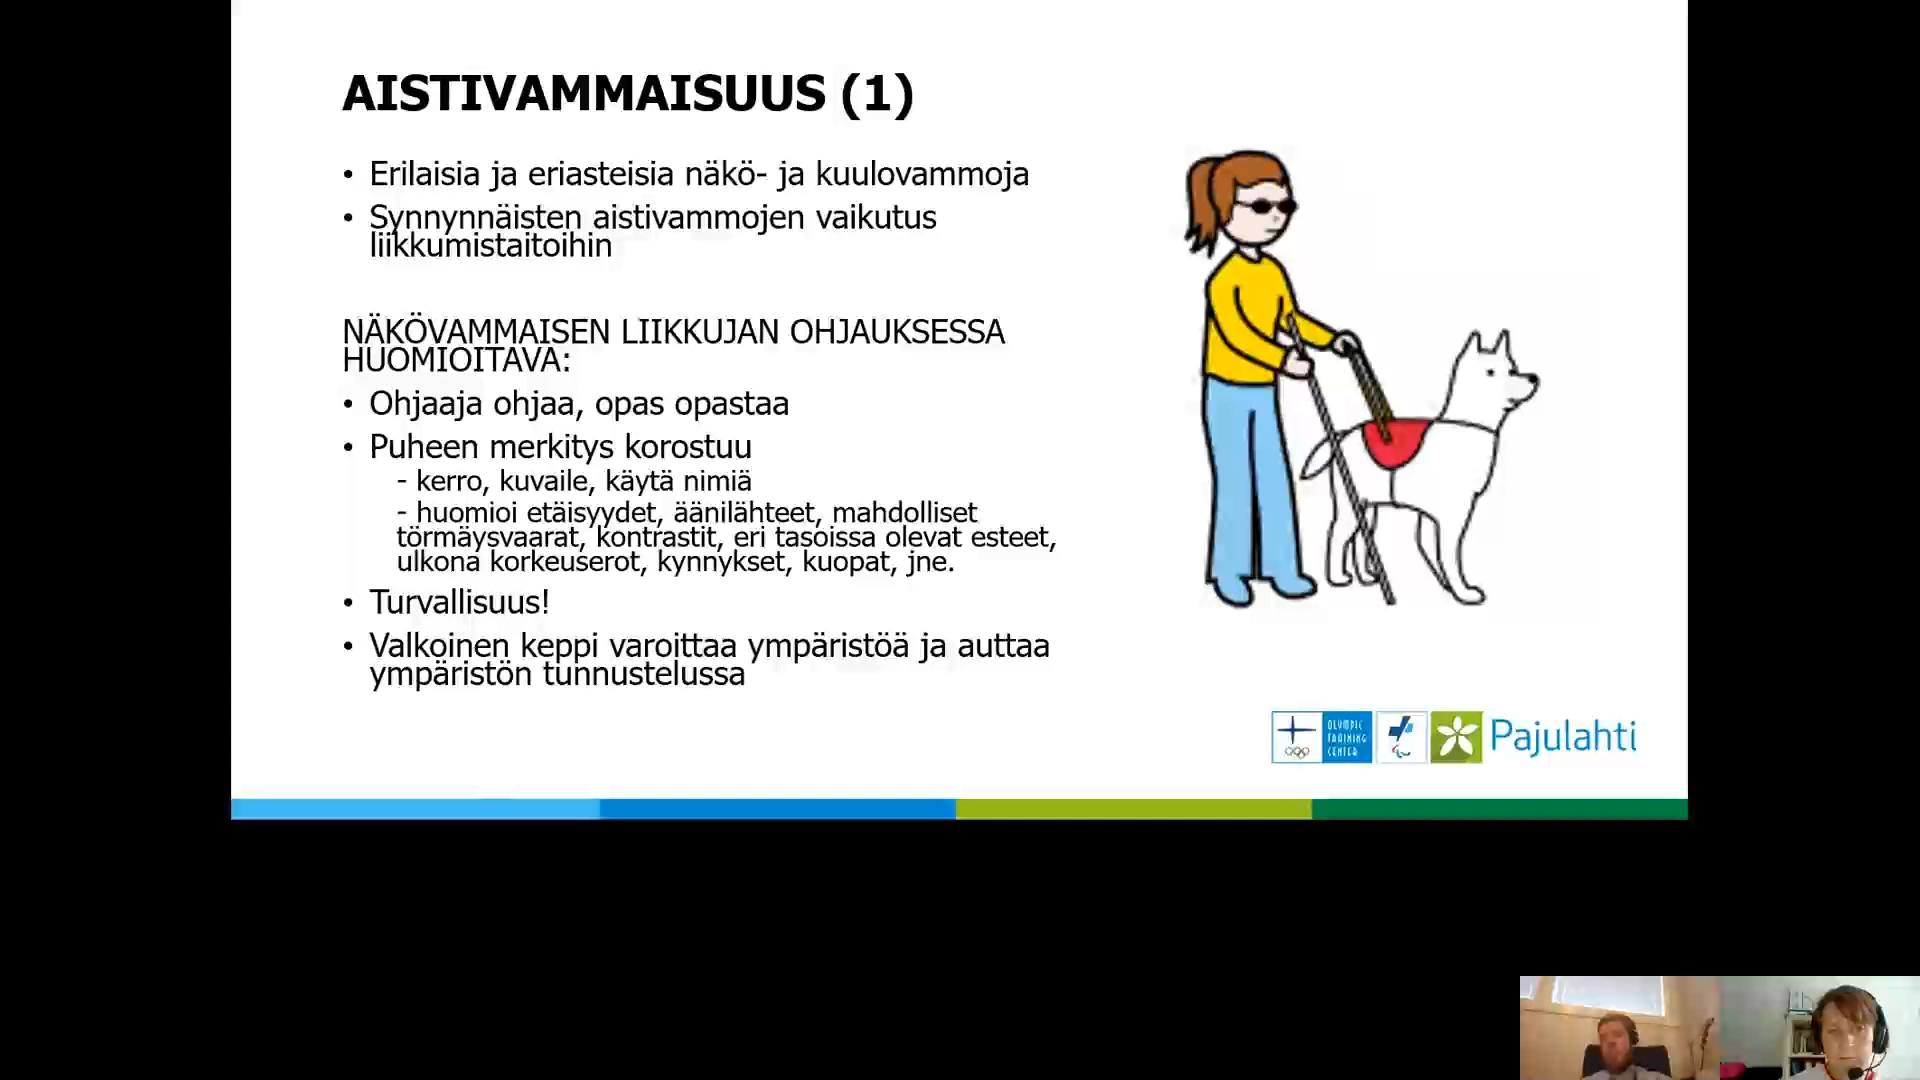 AISTIVAMMAISUUS (1)
• Erilaisia ja eriasteisia näkö- ja kuulovammoja
• Synnynnäisten aistivammojen vaikutus
liikkumistaitoihin
NÄKÖVAMMAISEN LIIKKUJAN OHJAUKSESSA
HUOMIOITAVA:
• Ohjaaja ohjaa, opas opastaa
• Puheen merkitys korostuu
- kerro, kuvaile, käytä nimiä
- huomioi etäisyydet, äänilähteet, mahdolliset
törmäysvaarat, kontrastit, eri tasoissa olevat esteet,
ulkona korkeuserot, kynnykset, kuopat, jne.
• Turvallisuus!
• Valkoinen keppi varoittaa ympäristöä ja auttaa
ympäristön tunnustelussa
OLYMPIC
TRAINING
CENTER
Pajulahti